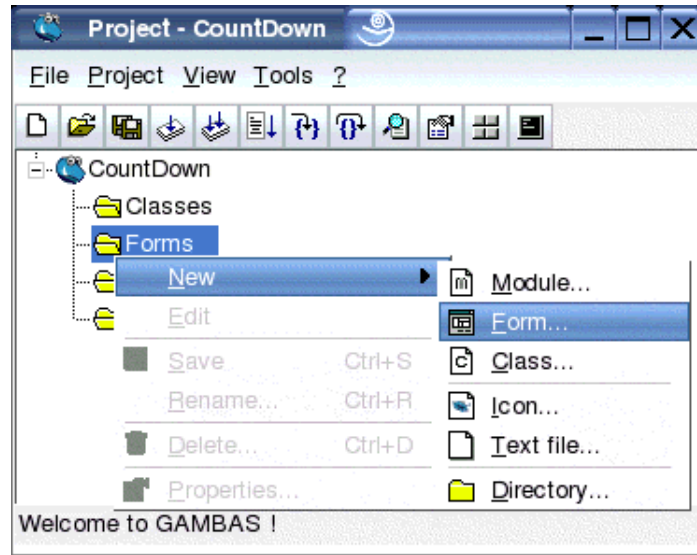 Project - CountDown
File Project View Tools ?
CountDown
Classes
Forms
New
Edit
Save Ctrl+S
Rename... Ctrl+R
Delete... Ctrl+D
Properties...
Module...
Form...
Class...
Icon...
Text file...
Directory...
Welcome to GAMBAS !